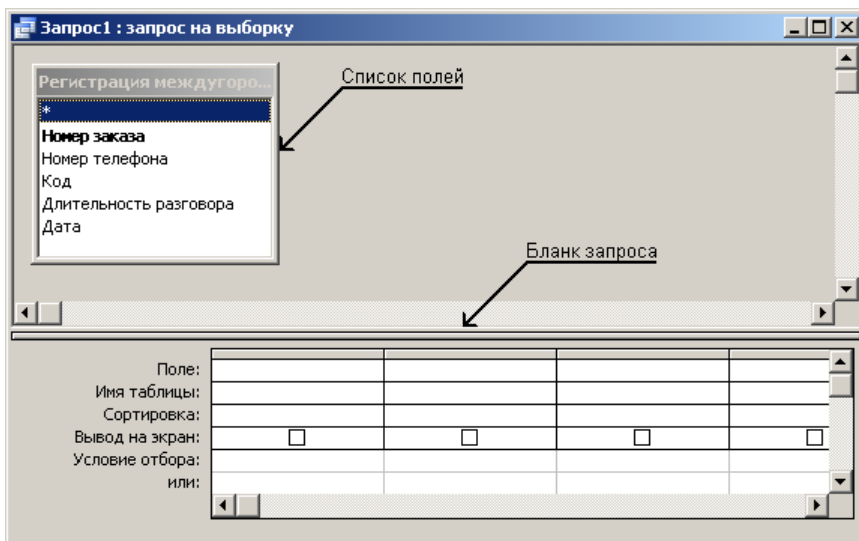 Запрос1 : запрос на выборку
Регистрация междугоро...
Список полей
*
Номер заказа
Номер телефона
Код
Длительность разговора
Дата
Бланк запроса
Поле:
Имя таблицы:
Сортировка:
Вывод на экран:
Условие отбора:
или: